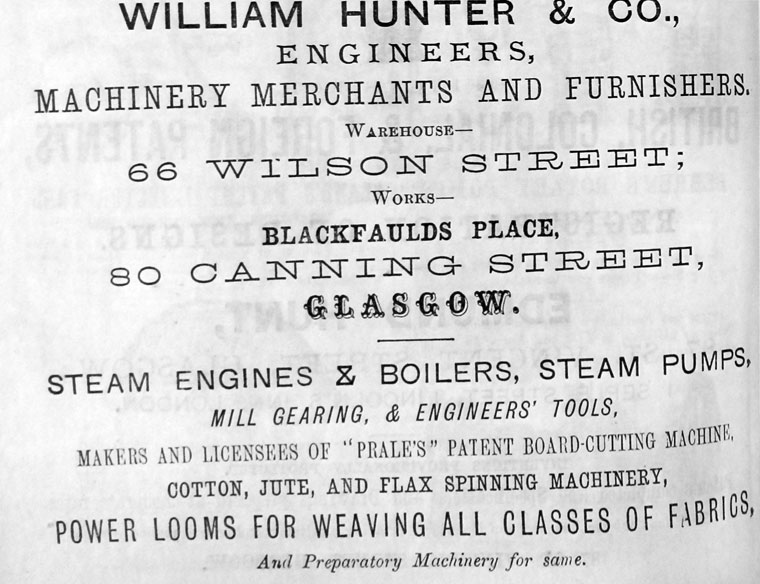 WILLIAM HUNTER & CO.,
ENGINEERS,
MACHINERY MERCHANTS AND FURNISHERS.
WAREHOUSE—
66 WILSON STREET;
WORKS—
BLACKFAULDS PLACE,
80 CANNING STREET,
GLASGOW.
STEAM ENGINES & BOILERS, STEAM PUMPS,
MILL GEARING, & ENGINEERS' TOOLS,
MAKERS AND LICENSEES OF "PRALE'S" PATENT BOARD-CUTTING MACHINE,
COTTON, JUTE, AND FLAX SPINNING MACHINERY,
POWER LOOMS FOR WEAVING ALL CLASSES OF FABRICS,
And Preparatory Machinery for same.